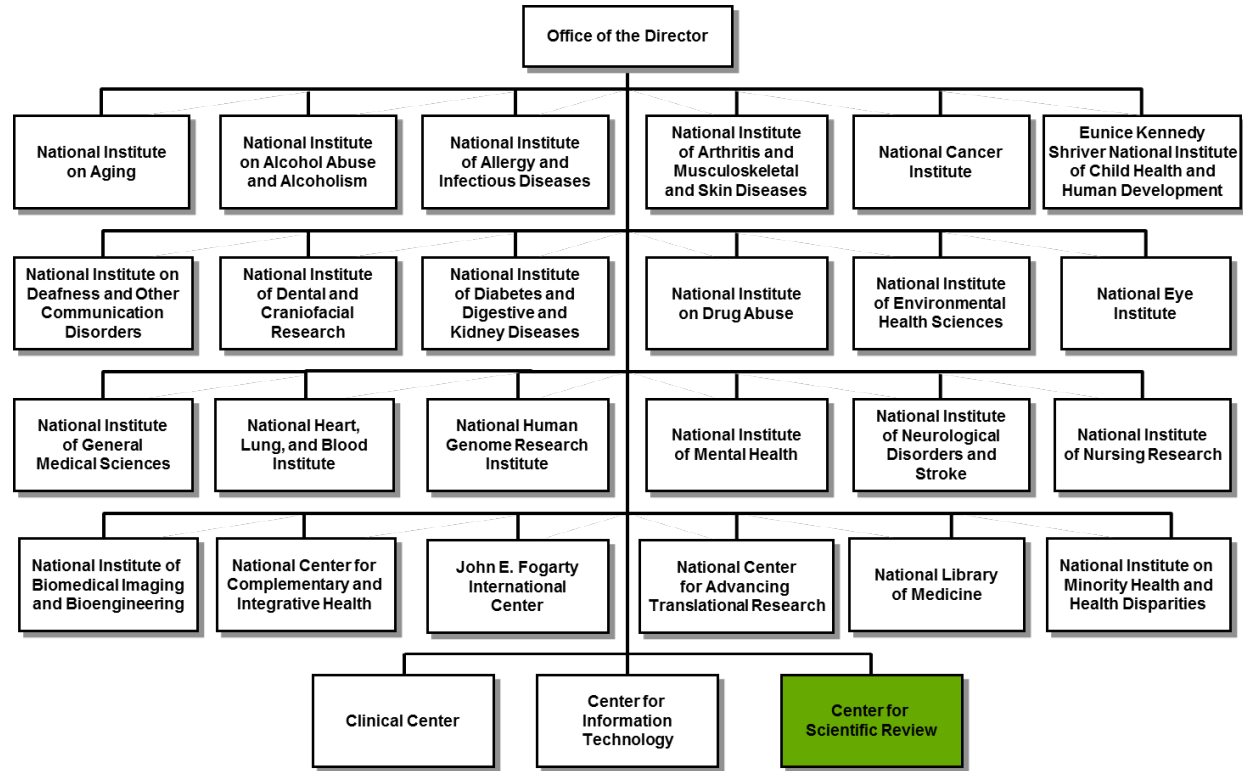 Office of the Director
National Institute
on Aging
National Institute
on Alcohol Abuse
and Alcoholism
National Institute
of Allergy and
Infectious Diseases
National Institute
of Arthritis and
Musculoskeletal
and Skin Diseases
National Cancer
Institute
Eunice Kennedy
Shriver National Institute
of Child Health and
Human Development
National Institute on
Deafness and Other
Communication
Disorders
National Institute
of Dental and
Craniofacial
Research
National Institute
of Diabetes and
Digestive and
Kidney Diseases
National Institute
on Drug Abuse
National Institute
of Environmental
Health Sciences
National Eye
Institute
National Institute
of General
Medical Sciences
National Heart,
Lung, and Blood
Institute
National Human
Genome Research
Institute
National Institute
of Mental Health
National Institute
of Neurological
Disorders and
Stroke
National Institute
of Nursing Research
National Institute of
Biomedical Imaging
and Bioengineering
National Center for
Complementary and
Integrative Health
John E. Fogarty
International
Center
National Center
for Advancing
Translational Research
National Library
of Medicine
National Institute on
Minority Health and
Health Disparities
Clinical Center
Center for
Information
Technology
Center for
Scientific Review